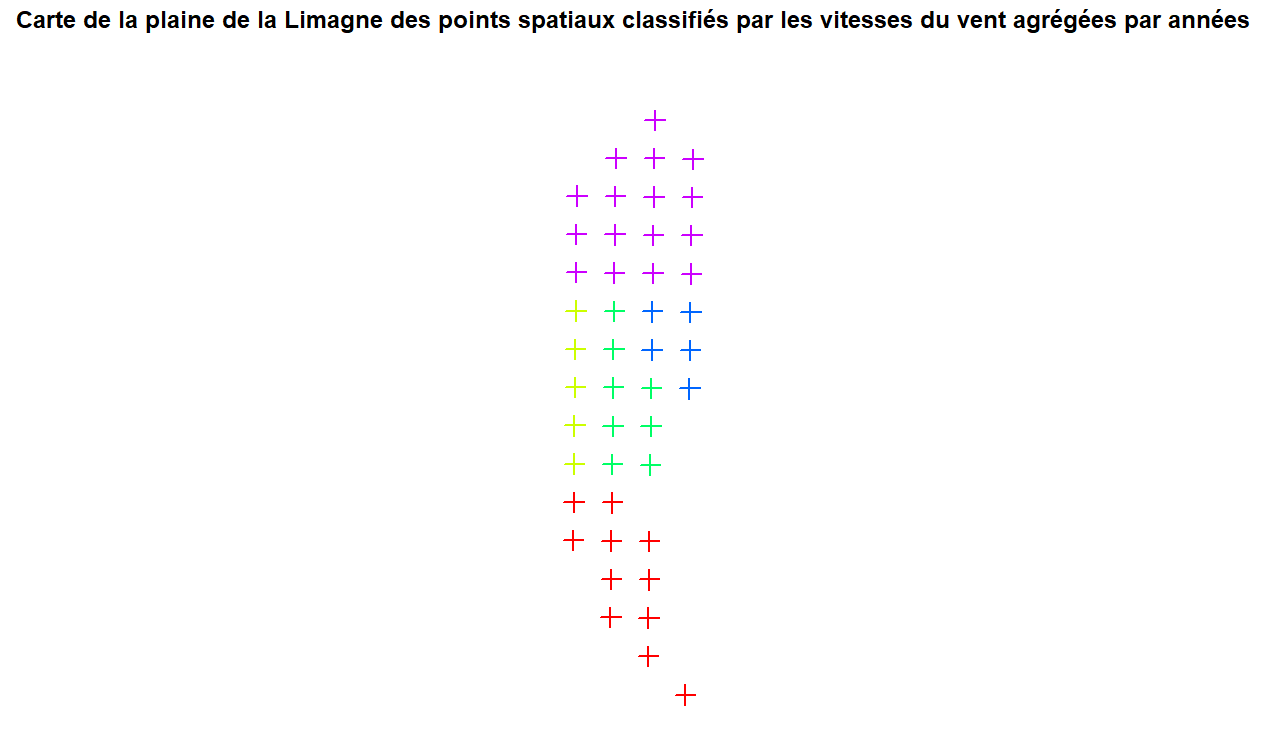 Carte de la plaine de la Limagne des points spatiaux classifiés par les vitesses du vent agrégées par années